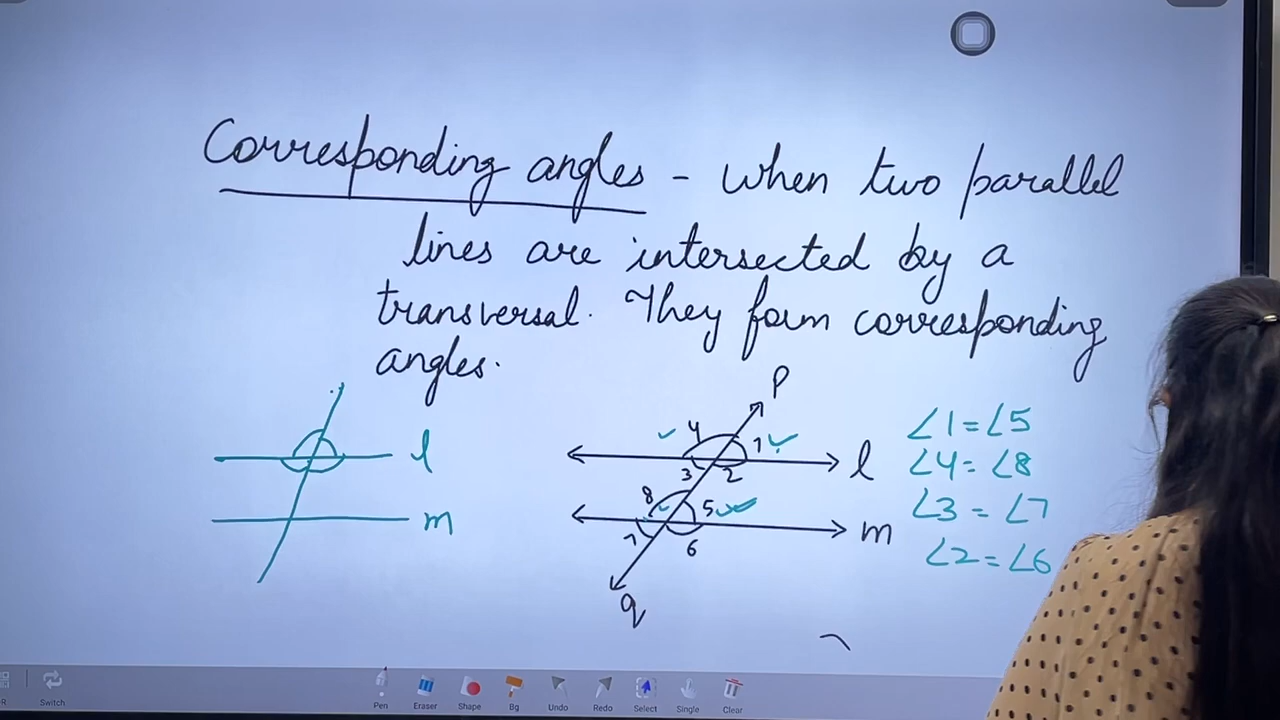 Corresponding angles - when two parallel
lines are intersected by a
transversal. They form corresponding
angles.
l
m
p
4 1
l
3 2
8 5
m
7 6
q
∠1=∠5
∠4=∠8
∠3=∠7
∠2=∠6
R Switch Pen Eraser Shape Bg Undo Redo Select Single Clear